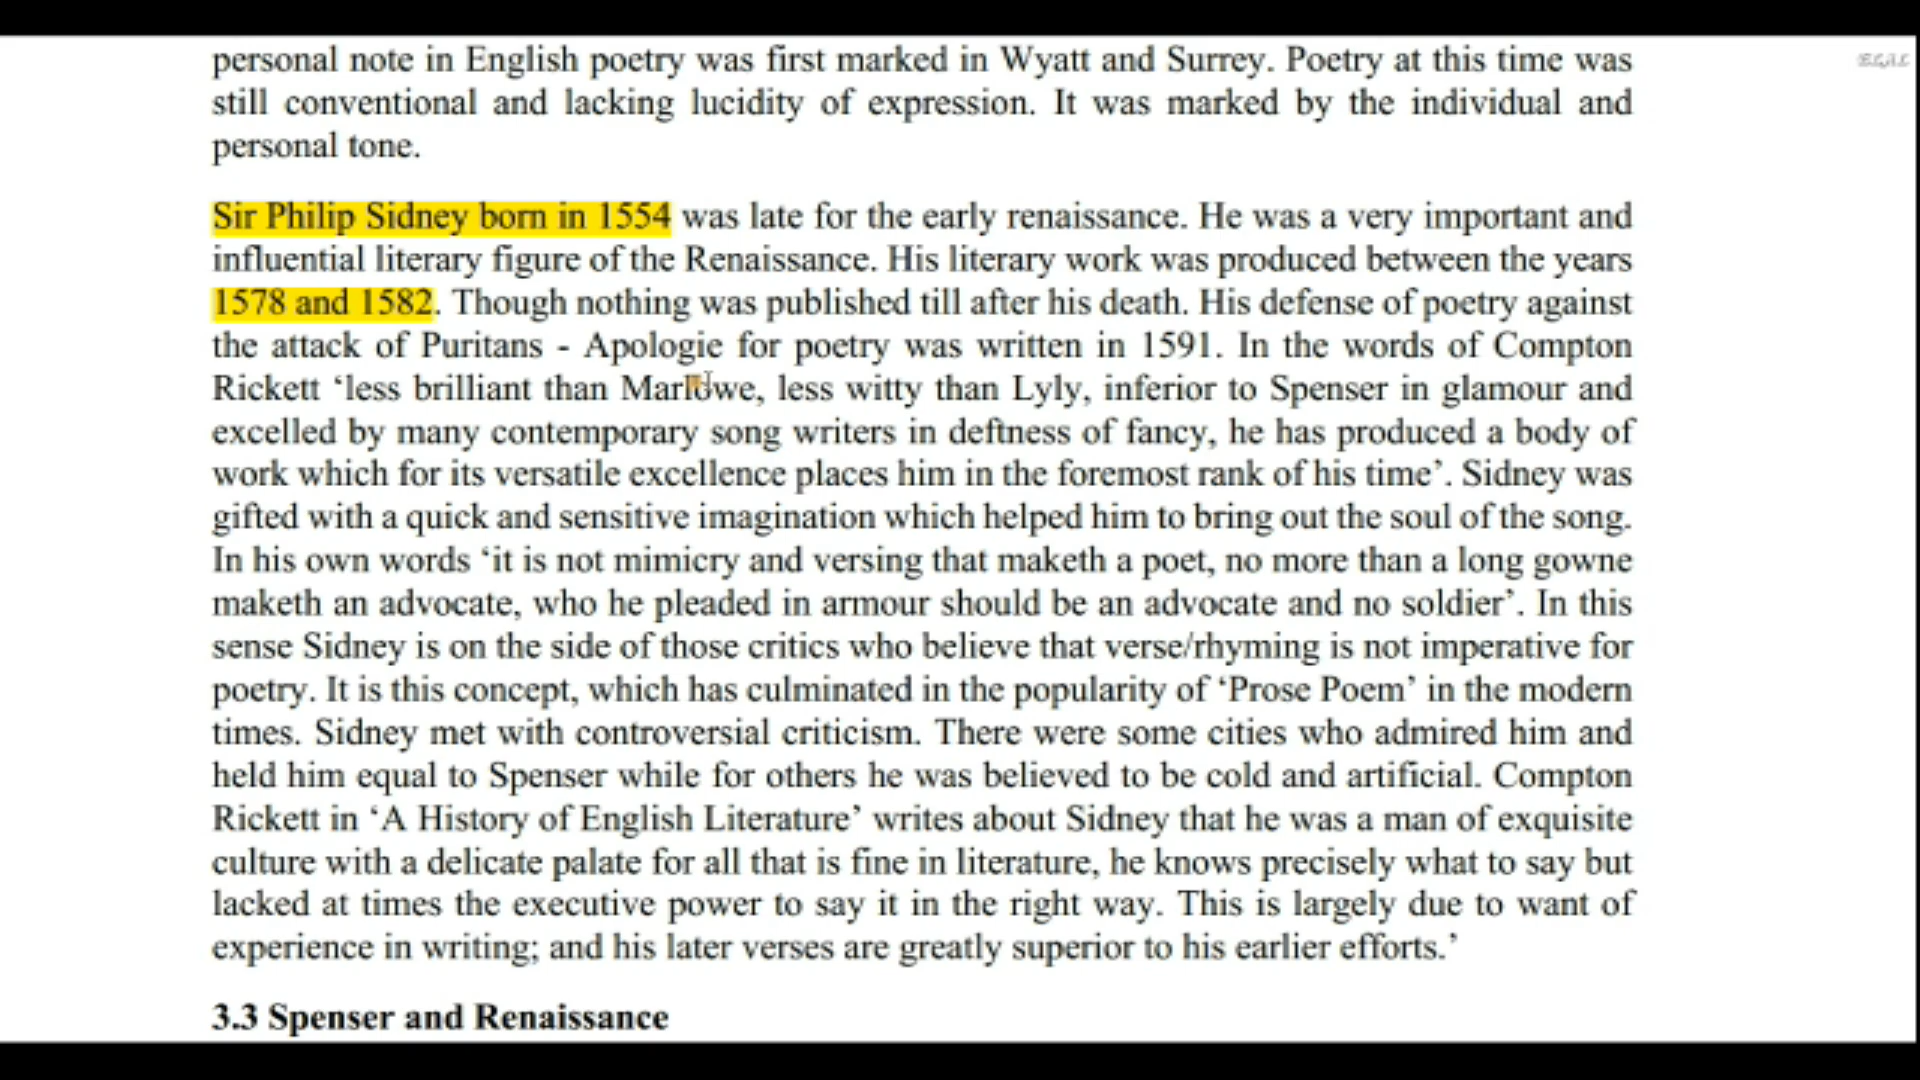 personal note in English poetry was first marked in Wyatt and Surrey. Poetry at this time was
still conventional and lacking lucidity of expression. It was marked by the individual and
personal tone.
Sir Philip Sidney born in 1554 was late for the early renaissance. He was a very important and
influential literary figure of the Renaissance. His literary work was produced between the years
1578 and 1582. Though nothing was published till after his death. His defense of poetry against
the attack of Puritans - Apologie for poetry was written in 1591. In the words of Compton
Rickett ‘less brilliant than Marlowe, less witty than Lyly, inferior to Spenser in glamour and
excelled by many contemporary song writers in deftness of fancy, he has produced a body of
work which for its versatile excellence places him in the foremost rank of his time’. Sidney was
gifted with a quick and sensitive imagination which helped him to bring out the soul of the song.
In his own words ‘it is not mimicry and versing that maketh a poet, no more than a long gowne
maketh an advocate, who he pleaded in armour should be an advocate and no soldier’. In this
sense Sidney is on the side of those critics who believe that verse/rhyming is not imperative for
poetry. It is this concept, which has culminated in the popularity of ‘Prose Poem’ in the modern
times. Sidney met with controversial criticism. There were some cities who admired him and
held him equal to Spenser while for others he was believed to be cold and artificial. Compton
Rickett in ‘A History of English Literature’ writes about Sidney that he was a man of exquisite
culture with a delicate palate for all that is fine in literature, he knows precisely what to say but
lacked at times the executive power to say it in the right way. This is largely due to want of
experience in writing; and his later verses are greatly superior to his earlier efforts.’
3.3 Spenser and Renaissance